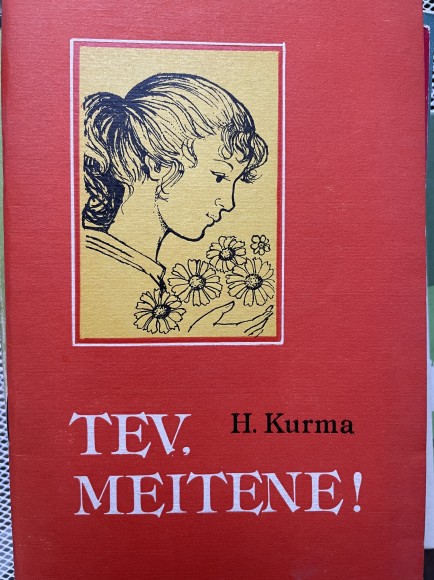 H. Kurma
TEV,
MEITENE!